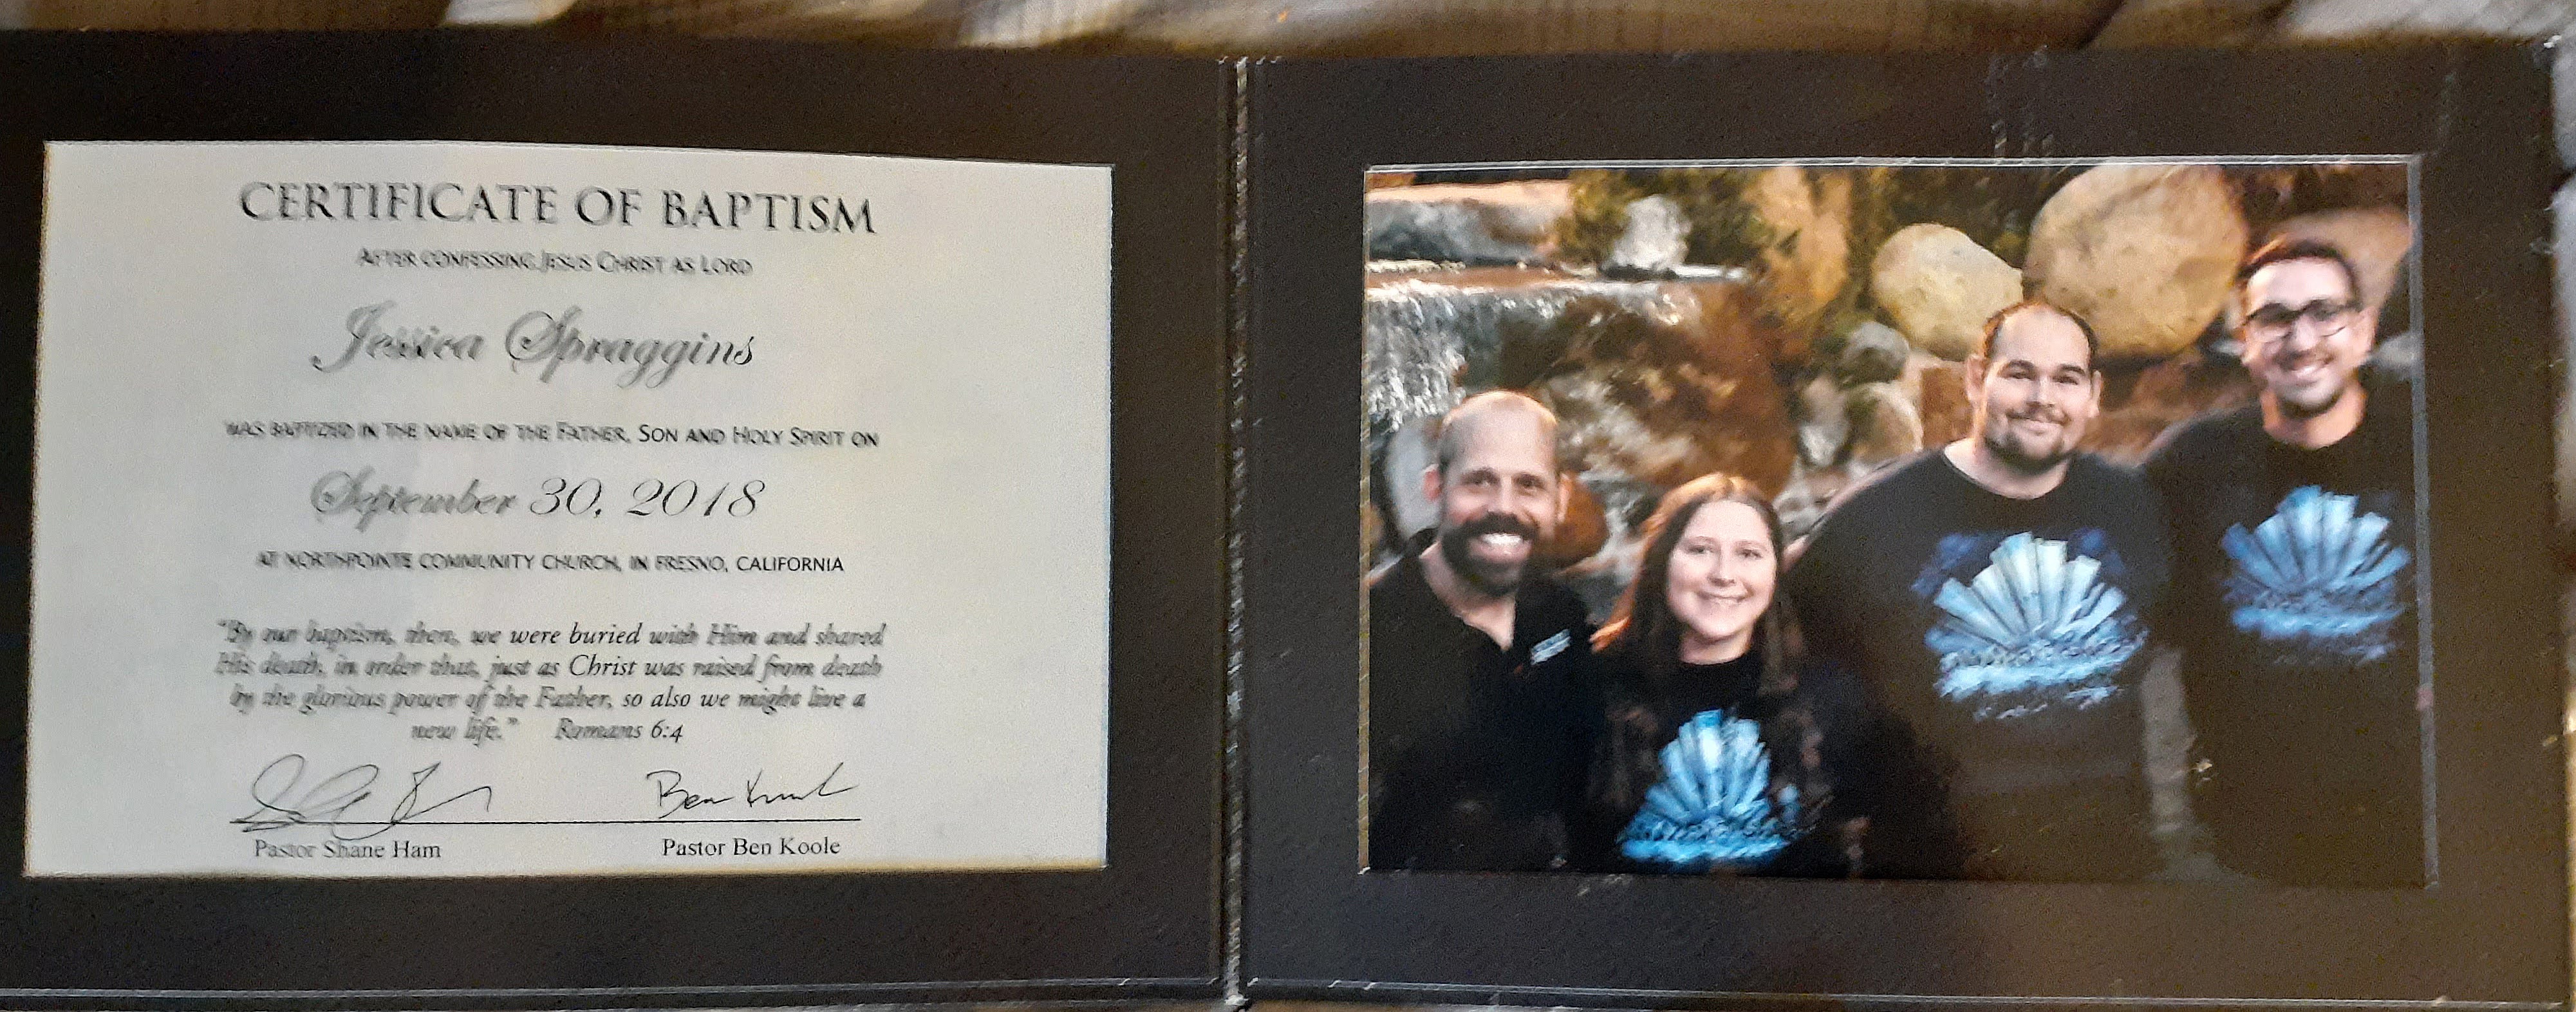 CERTIFICATE OF BAPTISM
AFTER CONFESSING JESUS CHRIST AS LORD
Jessica Spraggins
WAS BAPTIZED IN THE NAME OF THE FATHER, SON AND HOLY SPIRIT ON
September 30, 2018
AT NORTHPOINTE COMMUNITY CHURCH, IN FRESNO, CALIFORNIA
"By our baptism, then, we were buried with Him and shared
His death, in order that, just as Christ was raised from death
by the glorious power of the Father, so also we might live a
new life." Romans 6:4
Ben Koole
Pastor Shane Ham Pastor Ben Koole